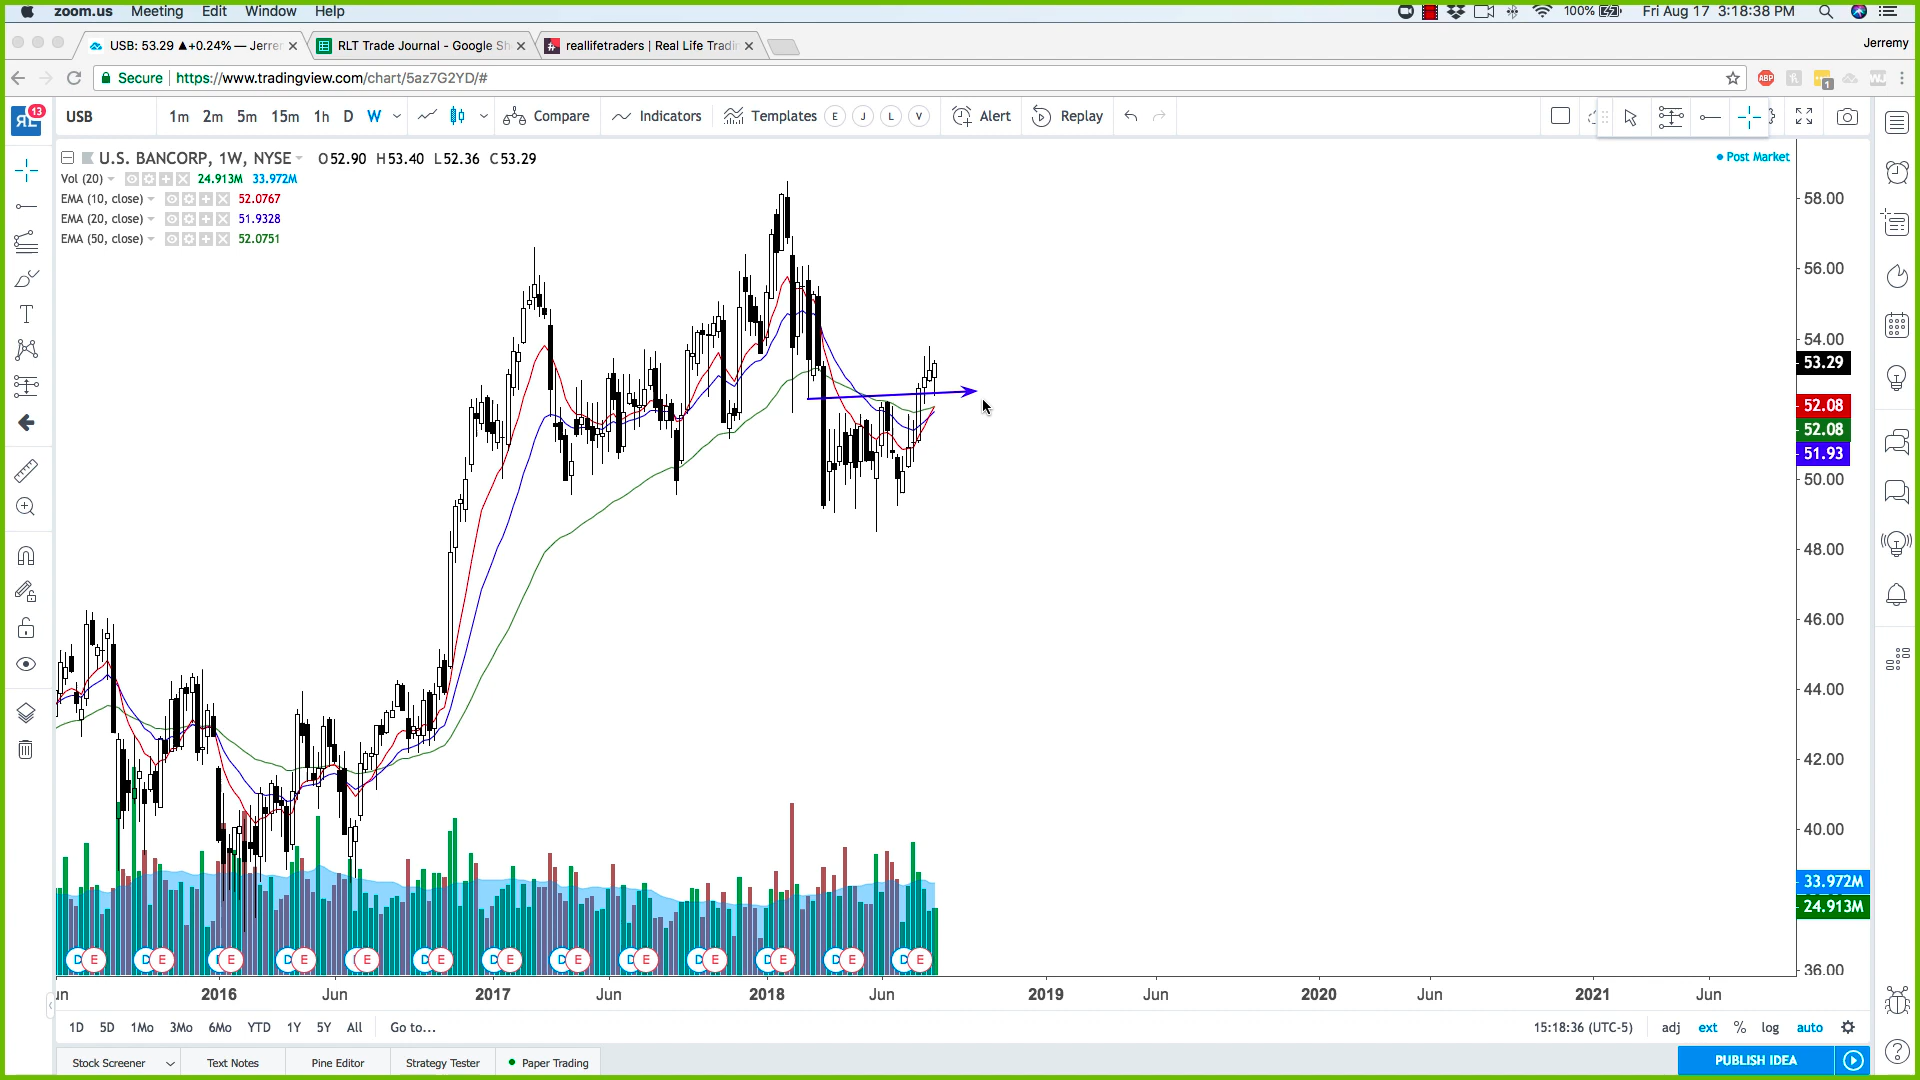 zoom.us Meeting Edit Window Help 100% Fri Aug 17 3:18:38 PM
USB: 53.29 ▲+0.24% — Jerre RLT Trade Journal - Google Sh reallifetraders | Real Life Tradi Jeremy
Secure https://www.tradingview.com/chart/5az7G2YD/# ABP 1
13 USB 1m 2m 5m 15m 1h D W Compare Indicators Templates E J L V Alert Replay
U.S. BANCORP, 1W, NYSE O52.90 H53.40 L52.36 C53.29 Post Market
Vol (20) 24.913M 33.972M
EMA (10, close) 52.0767
EMA (20, close) 51.9328
EMA (50, close) 52.0751
58.00
56.00
54.00
53.29
52.08
52.08
51.93
50.00
48.00
46.00
44.00
42.00
40.00
33.972M
24.913M
36.00
D E D E E D E E D E D E D E D E D E D E D E D E
2016 Jun 2017 Jun 2018 Jun 2019 Jun 2020 Jun 2021 Jun
1D 5D 1Mo 3Mo 6Mo YTD 1Y 5Y All Go to... 15:18:36 (UTC-5) adj ext % log auto
Stock Screener Text Notes Pine Editor Strategy Tester Paper Trading PUBLISH IDEA